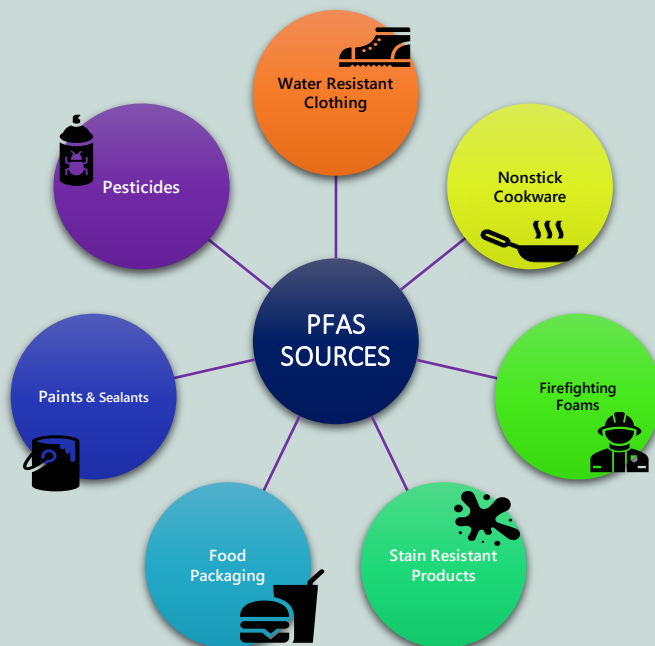 PFAS
SOURCES
Water Resistant
Clothing
Nonstick
Cookware
Firefighting
Foams
Stain Resistant
Products
Food
Packaging
Paints & Sealants
Pesticides